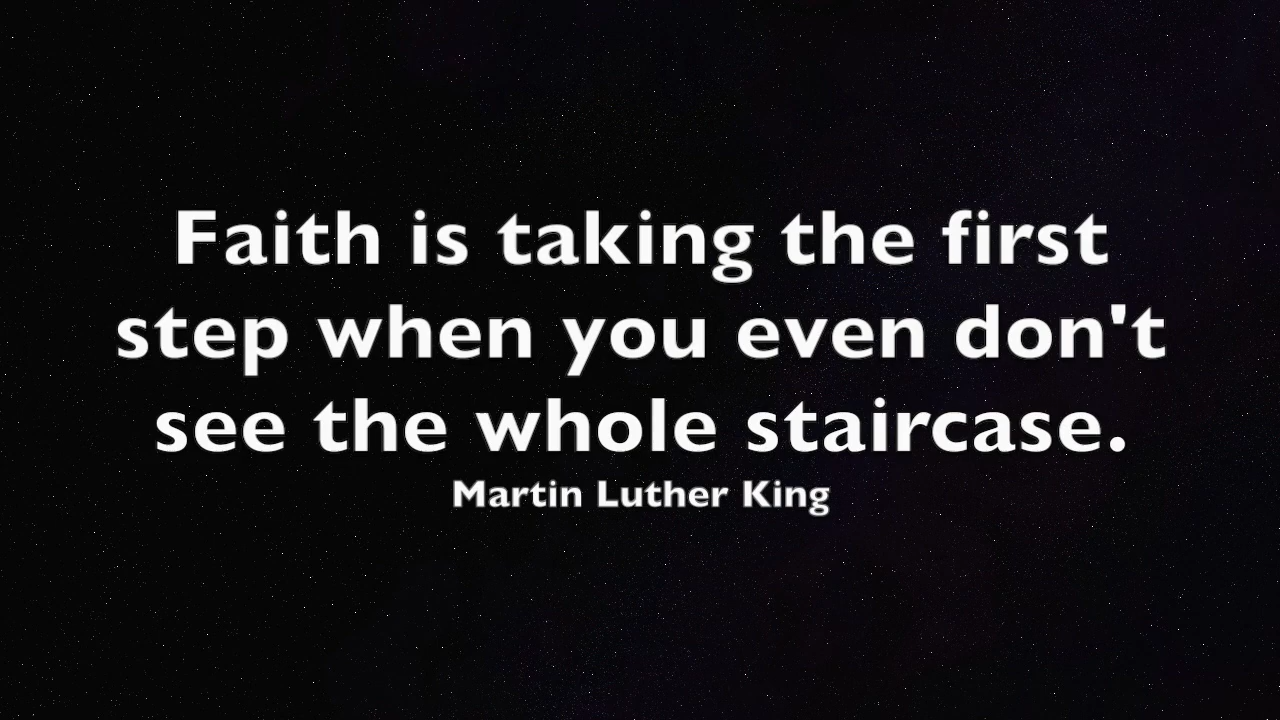 Faith is taking the first
step when you even don't
see the whole staircase.
Martin Luther King